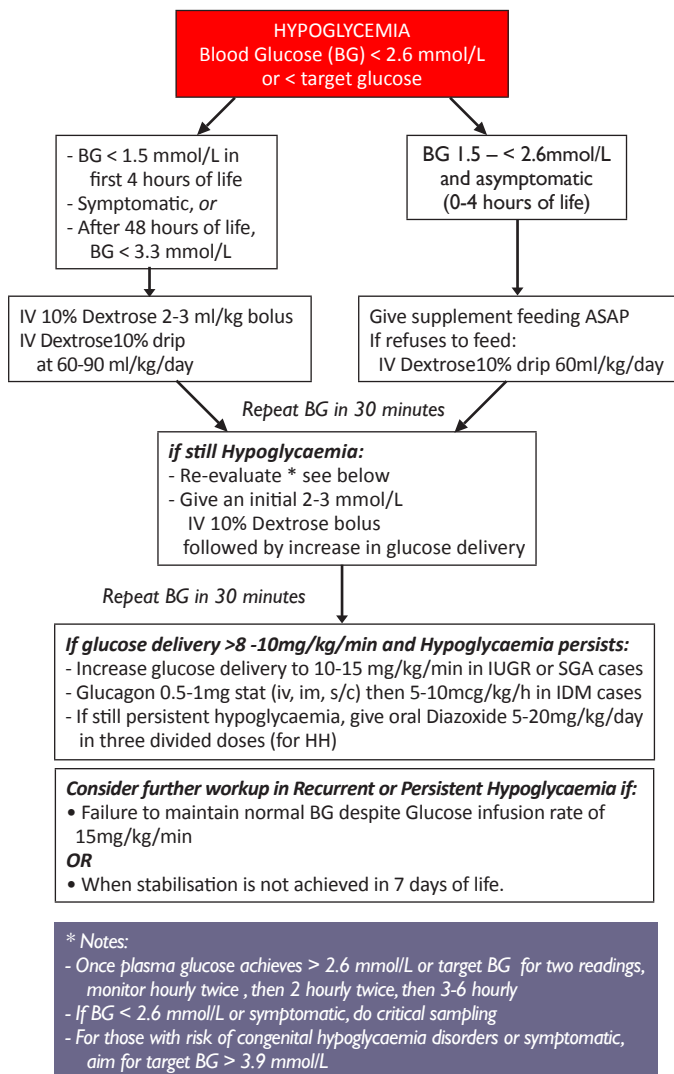 HYPOGLYCEMIA
Blood Glucose (BG) < 2.6 mmol/L
or < target glucose
- BG < 1.5 mmol/L in
first 4 hours of life
- Symptomatic, or
- After 48 hours of life,
BG < 3.3 mmol/L
BG 1.5 – < 2.6mmol/L
and asymptomatic
(0-4 hours of life)
IV 10% Dextrose 2-3 ml/kg bolus
IV Dextrose10% drip
at 60-90 ml/kg/day
Give supplement feeding ASAP
If refuses to feed:
IV Dextrose10% drip 60ml/kg/day
Repeat BG in 30 minutes
if still Hypoglycaemia:
- Re-evaluate * see below
- Give an initial 2-3 mmol/L
IV 10% Dextrose bolus
followed by increase in glucose delivery
Repeat BG in 30 minutes
If glucose delivery >8 -10mg/kg/min and Hypoglycaemia persists:
- Increase glucose delivery to 10-15 mg/kg/min in IUGR or SGA cases
- Glucagon 0.5-1mg stat (iv, im, s/c) then 5-10mcg/kg/h in IDM cases
- If still persistent hypoglycaemia, give oral Diazoxide 5-20mg/kg/day
in three divided doses (for HH)
Consider further workup in Recurrent or Persistent Hypoglycaemia if:
• Failure to maintain normal BG despite Glucose infusion rate of
15mg/kg/min
OR
• When stabilisation is not achieved in 7 days of life.
* Notes:
- Once plasma glucose achieves > 2.6 mmol/L or target BG for two readings,
monitor hourly twice , then 2 hourly twice, then 3-6 hourly
- If BG < 2.6 mmol/L or symptomatic, do critical sampling
- For those with risk of congenital hypoglycaemia disorders or symptomatic,
aim for target BG > 3.9 mmol/L